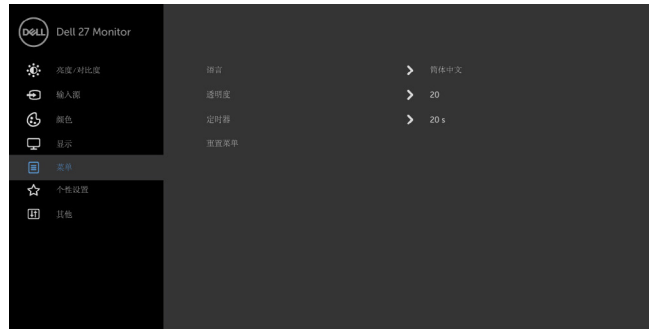 DELL Dell 27 Monitor
亮度/对比度
语言 简体中文
输入源
透明度 20
颜色
定时器 20 s
显示
重置菜单
菜单
个性设置
其他